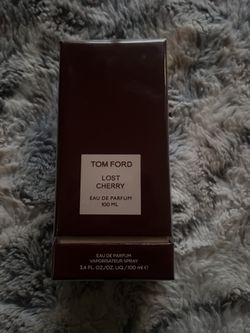 TOM FORD
LOST
CHERRY
EAU DE PARFUM
100 ML
EAU DE PARFUM
VAPORISATEUR SPRAY
3.4 FL.OZ./OZ. LIQ./100 ml ℮